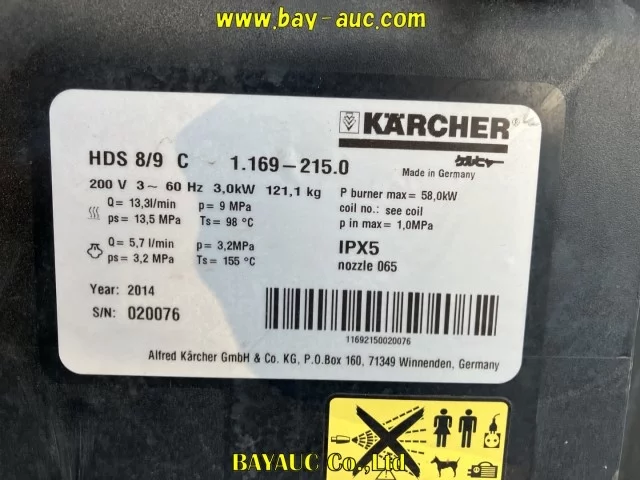 www.bay-auc.com
KÄRCHER
ケルヒャー
HDS 8/9 C 1.169-215.0
Made in Germany
200 V 3~ 60 Hz 3,0kW 121,1 kg
P burner max= 58,0kW
Q= 13,3l/min p= 9 MPa
coil no.: see coil
ps= 13,5 MPa Ts= 98 °C
p in max= 1,0MPa
Q= 5,7 l/min p= 3,2MPa
IPX5
ps= 3,2 MPa Ts= 155 °C
nozzle 065
Year: 2014
S/N: 020076
11692150020076
Alfred Kärcher GmbH & Co. KG, P.O.Box 160, 71349 Winnenden, Germany
BAYAUC Co.,Ltd